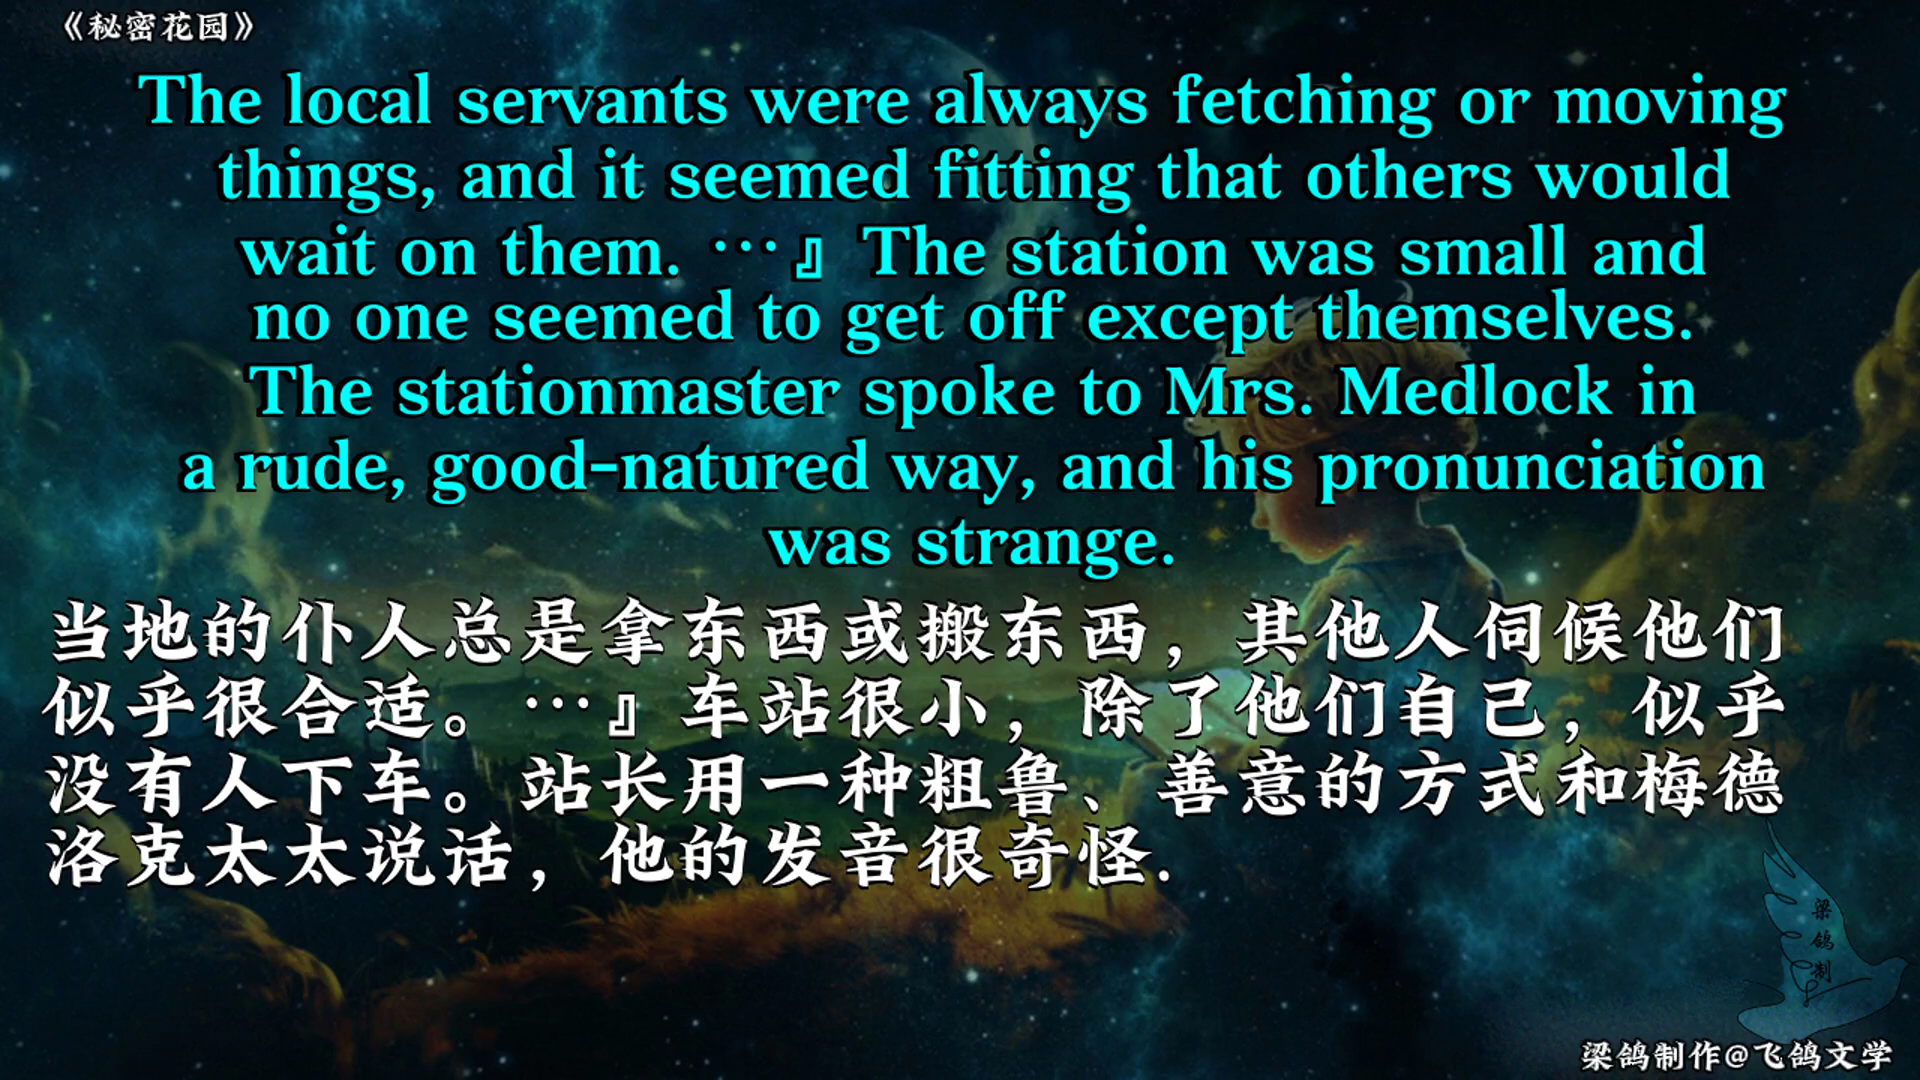 《秘密花园》
The local servants were always fetching or moving
things, and it seemed fitting that others would
wait on them. …』 The station was small and
no one seemed to get off except themselves.
The stationmaster spoke to Mrs. Medlock in
a rude, good-natured way, and his pronunciation
was strange.
当地的仆人总是拿东西或搬东西，其他人伺候他们
似乎很合适。…』车站很小，除了他们自己，似乎
没有人下车。站长用一种粗鲁、善意的方式和梅德
洛克太太说话，他的发音很奇怪.
梁
鸽
制
梁鸽制作@飞鸽文学